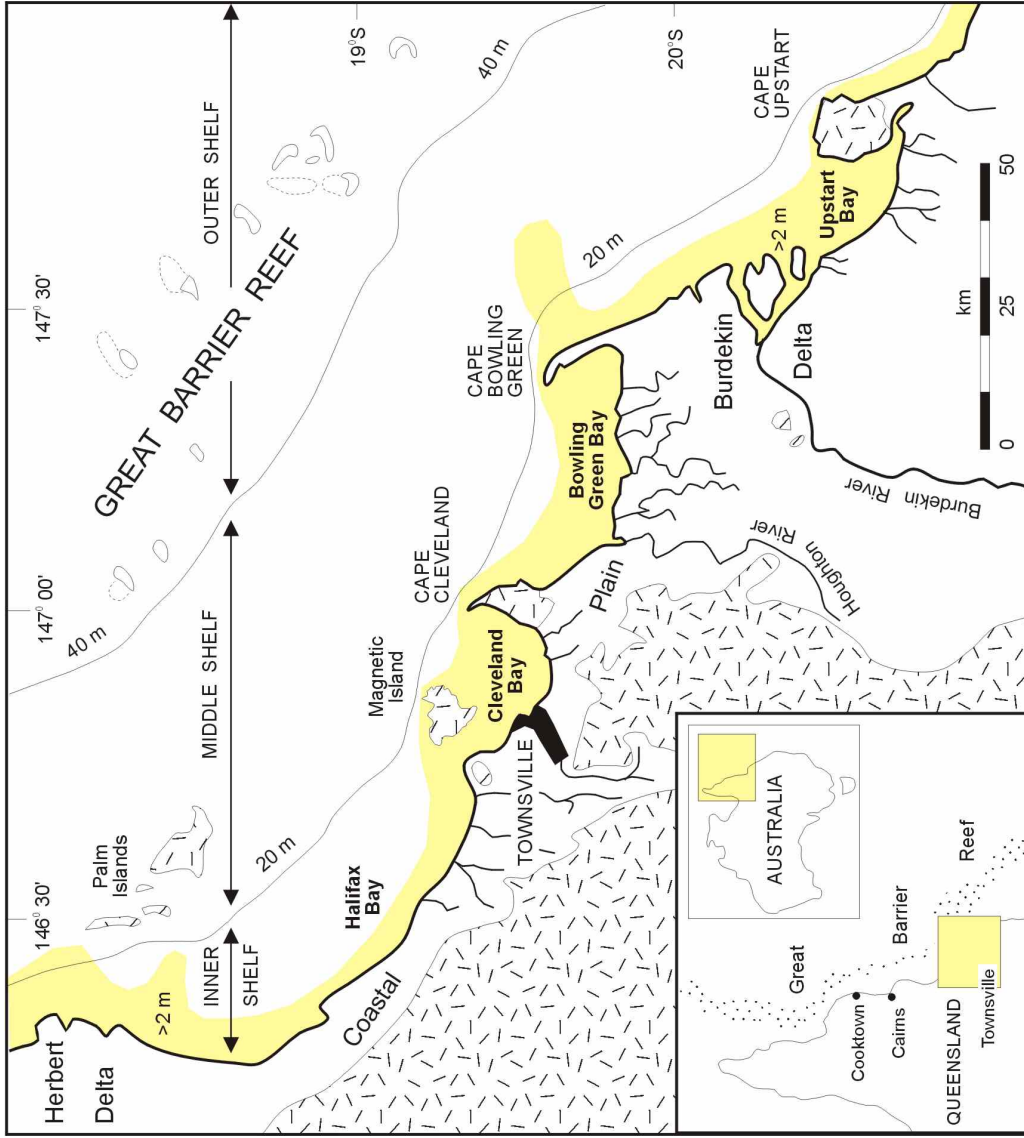 146° 30'
147° 00'
147° 30'
19°S
20°S
Herbert
Delta
>2 m
INNER
SHELF
MIDDLE SHELF
OUTER SHELF
GREAT BARRIER REEF
Palm
Islands
20 m
40 m
40 m
20 m
Halifax
Bay
Magnetic
Island
CAPE
CLEVELAND
CAPE
BOWLING
GREEN
CAPE
UPSTART
Cleveland
Bay
Bowling
Green Bay
Upstart
Bay
>2 m
TOWNSVILLE
Coastal
Plain
Burdekin
Delta
Houghton River
Burdekin River
km
0 25 50
AUSTRALIA
Great
Barrier
Reef
Cooktown
Cairns
QUEENSLAND
Townsville